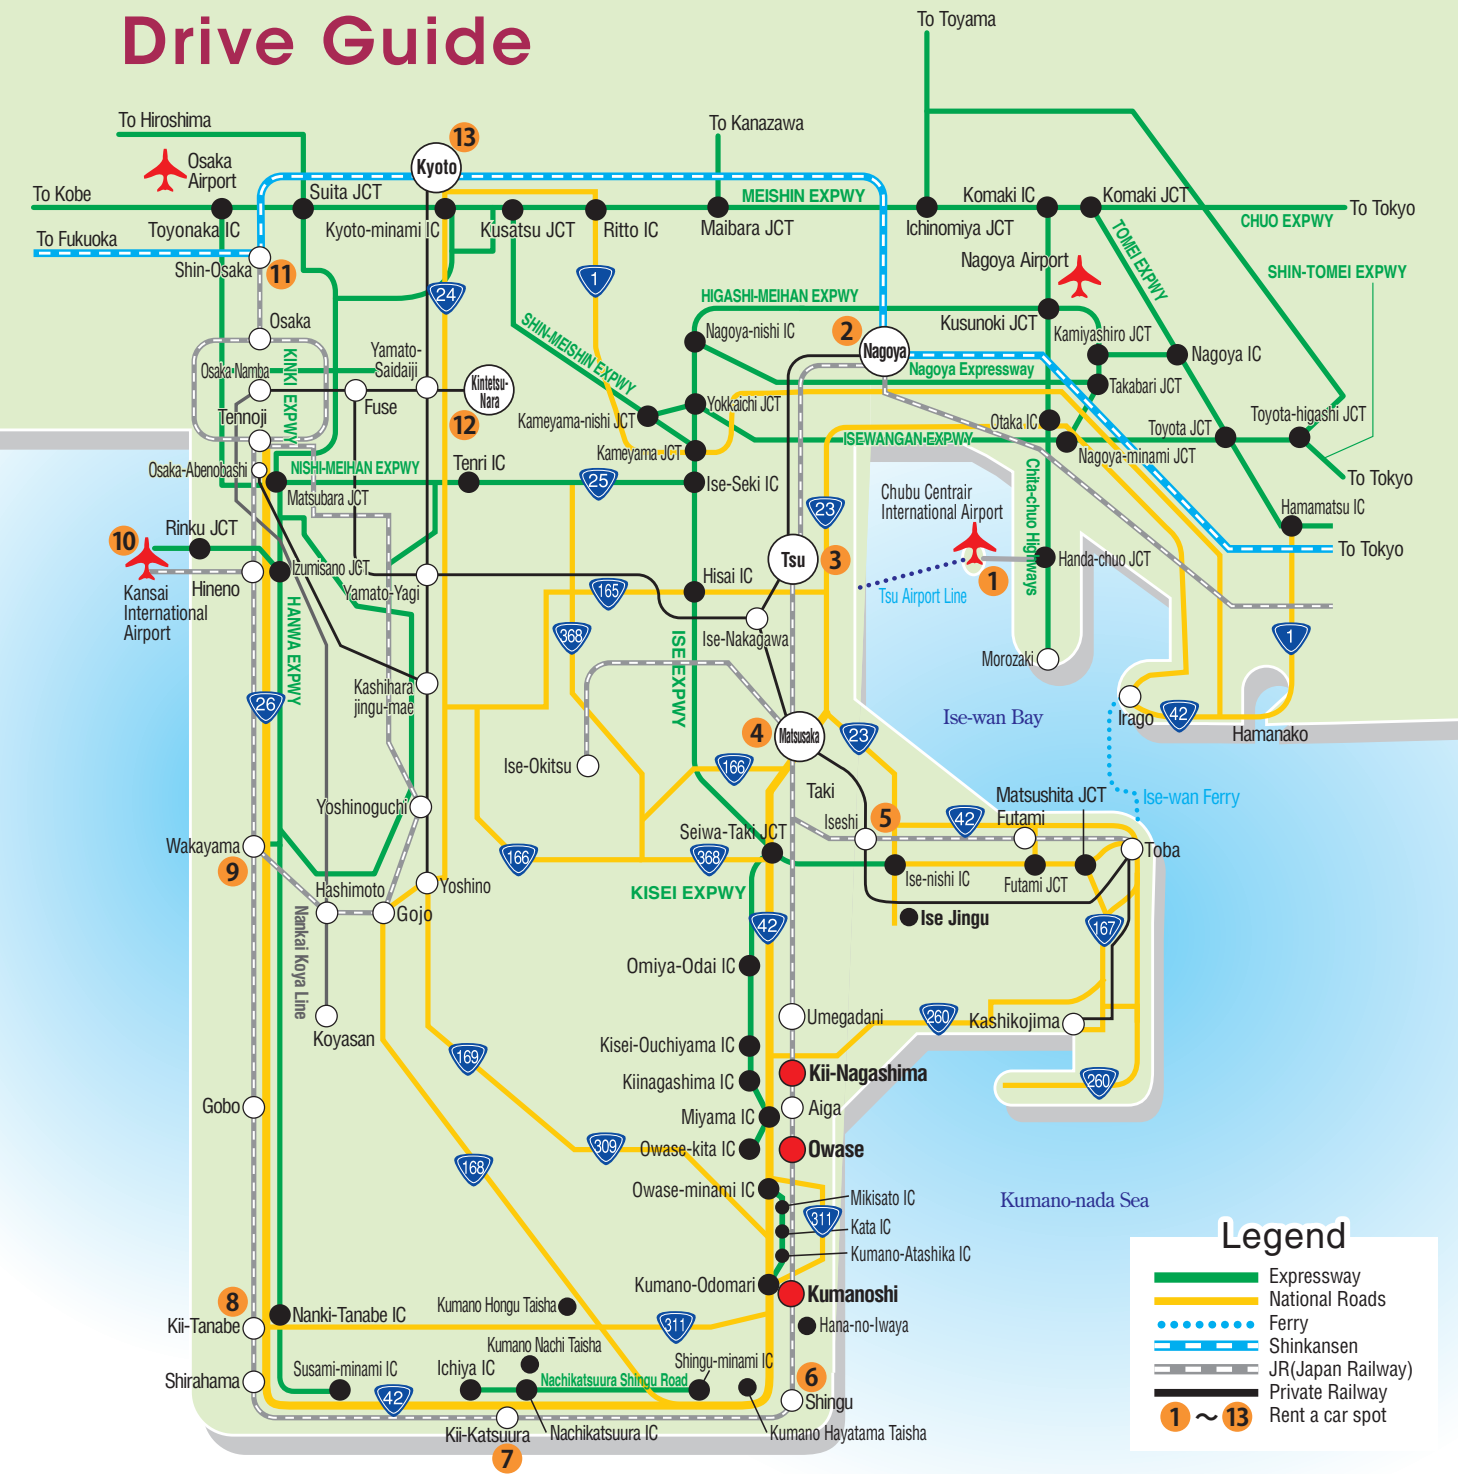 Drive Guide
To Toyama
To Hiroshima
To Kanazawa
13
Kyoto
Osaka
Airport
To Kobe
Suita JCT
MEISHIN EXPWY
Komaki IC
Komaki JCT
To Tokyo
CHUO EXPWY
Toyonaka IC
Kyoto-minami IC
Kusatsu JCT
Ritto IC
Maibara JCT
Ichinomiya JCT
To Fukuoka
TOMEI EXPWY
Nagoya Airport
SHIN-TOMEI EXPWY
Shin-Osaka
11
1
24
HIGASHI-MEIHAN EXPWY
Osaka
SHIN-MEISHIN EXPWY
Nagoya-nishi IC
2
Nagoya
Kusunoki JCT
Kamiyashiro JCT
Nagoya IC
Yamato-
Saidaiji
Osaka Namba
KINKI EXPWY
Nagoya Expressway
Takabari JCT
Kintetsu-
Nara
12
Fuse
Tennoji
Kameyama-nishi JCT
Yokkaichi JCT
Otaka IC
Toyota-higashi JCT
Toyota JCT
ISEWANGAN EXPWY
Kameyama JCT
Nagoya-minami JCT
Osaka-Abenobashi
NISHI-MEIHAN EXPWY
Tenri IC
25
Ise-Seki IC
Matsubara JCT
Chita-chuo Highways
To Tokyo
Chubu Centrair
International Airport
23
Hamamatsu IC
10
Rinku JCT
Tsu
3
To Tokyo
Handa-chuo JCT
Izumisano JCT
Hineno
Kansai
International
Airport
Yamato-Yagi
Hisai IC
165
Tsu Airport Line
1
HANWA EXPWY
368
ISE EXPWY
Ise-Nakagawa
1
Morozaki
Kashihara
jingu-mae
26
Irago
42
Hamanako
Ise-wan Bay
4
Matsusaka
23
Ise-Okitsu
166
Taki
Matsushita JCT
Ise-wan Ferry
Yoshinoguchi
5
42
Futami
Iseshi
Seiwa-Taki JCT
Wakayama
9
166
368
Toba
Ise-nishi IC
Futami JCT
KISEI EXPWY
Hashimoto
Yoshino
Gojo
Ise Jingu
42
167
Nankai Koya Line
Omiya-Odai IC
Umegadani
260
Kashikojima
Koyasan
Kisei-Ouchiyama IC
169
Kii-Nagashima
Kiinagashima IC
260
Gobo
Aiga
Miyama IC
309
Owase-kita IC
Owase
168
Owase-minami IC
Mikisato IC
311
Kata IC
Kumano-Atashika IC
Kumano-nada Sea
Kumano-Odomari
Kumanoshi
8
Nanki-Tanabe IC
Kumano Hongu Taisha
Kii-Tanabe
311
Hana-no-Iwaya
Kumano Nachi Taisha
Susami-minami IC
Ichiya IC
Shingu-minami IC
Shirahama
Nachikatsuura Shingu Road
6
42
Shingu
Kii-Katsuura
Nachikatsuura IC
Kumano Hayatama Taisha
7
Legend
Expressway
National Roads
Ferry
Shinkansen
JR(Japan Railway)
Private Railway
1 ~ 13 Rent a car spot